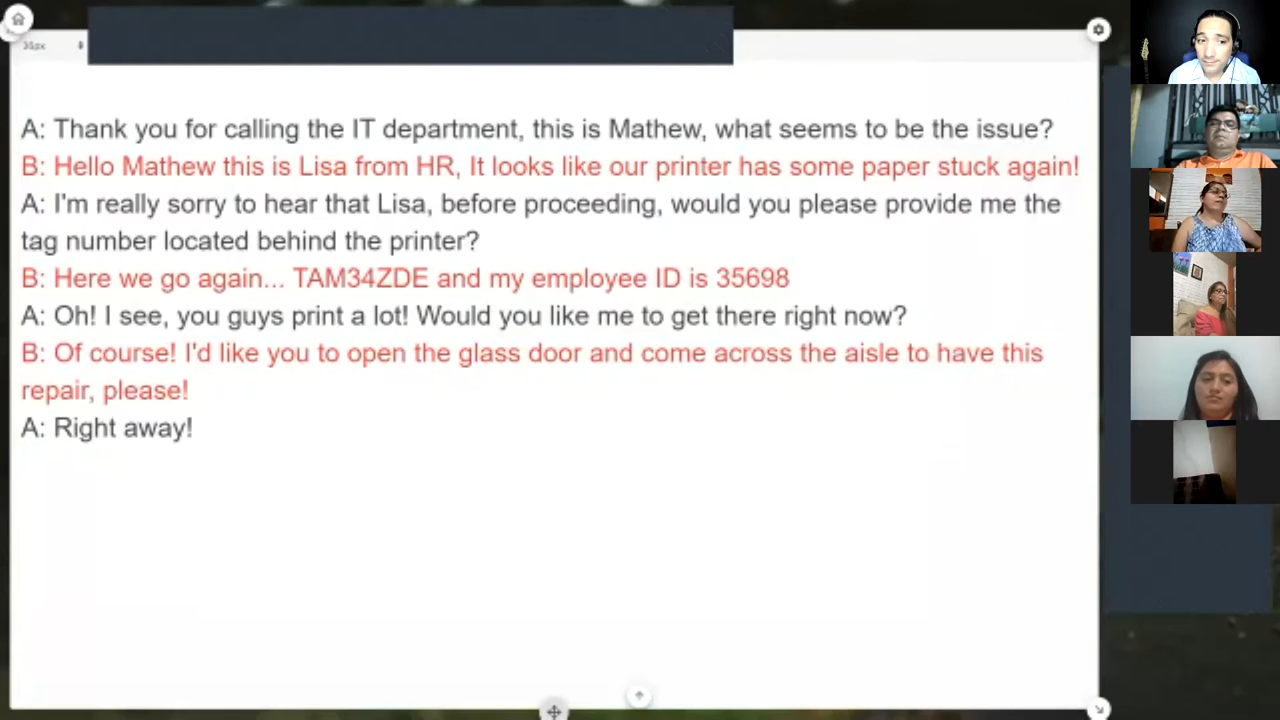 36px
A: Thank you for calling the IT department, this is Mathew, what seems to be the issue?
B: Hello Mathew this is Lisa from HR, It looks like our printer has some paper stuck again!
A: I'm really sorry to hear that Lisa, before proceeding, would you please provide me the
tag number located behind the printer?
B: Here we go again... TAM34ZDE and my employee ID is 35698
A: Oh! I see, you guys print a lot! Would you like me to get there right now?
B: Of course! I'd like you to open the glass door and come across the aisle to have this
repair, please!
A: Right away!